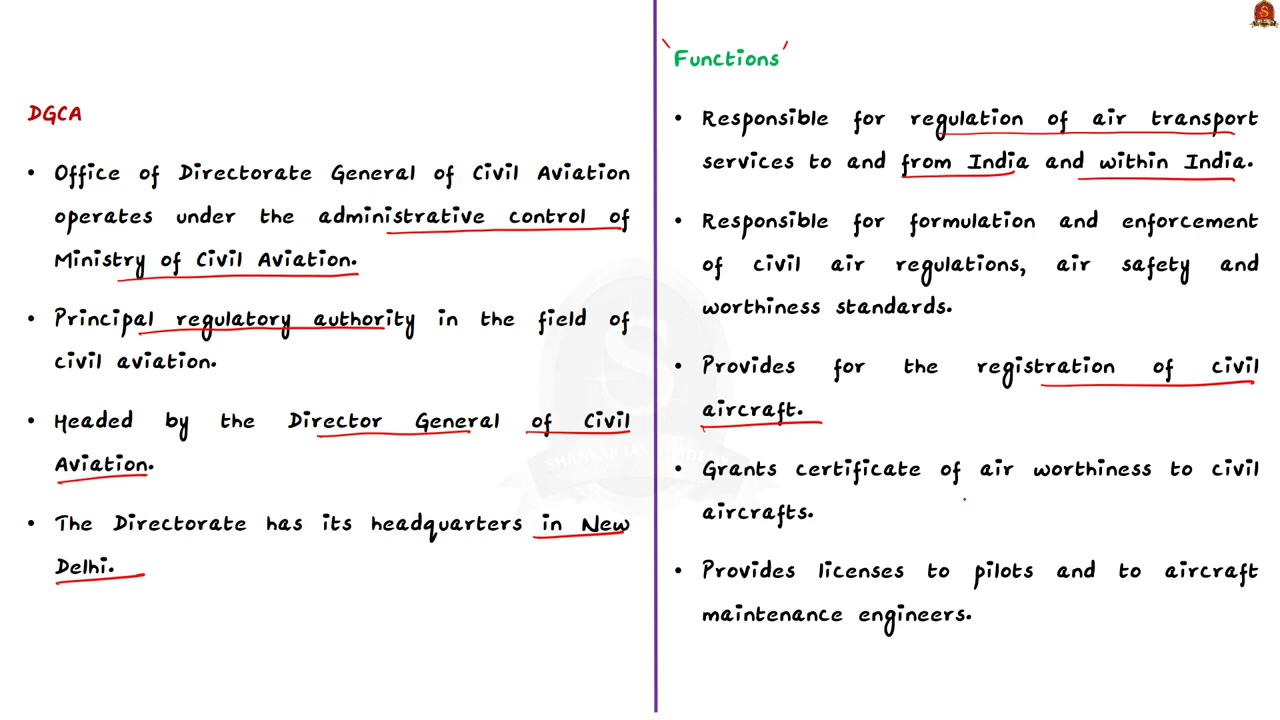 DGCA
• Office of Directorate General of Civil Aviation
operates under the administrative control of
Ministry of Civil Aviation.
• Principal regulatory authority in the field of
civil aviation.
• Headed by the Director General of Civil
Aviation.
• The Directorate has its headquarters in New
Delhi.
'Functions'
• Responsible for regulation of air transport
services to and from India and within India.
• Responsible for formulation and enforcement
of civil air regulations, air safety and
worthiness standards.
• Provides for the registration of civil
aircraft.
• Grants certificate of air worthiness to civil
aircrafts.
• Provides licenses to pilots and to aircraft
maintenance engineers.
SHANKAR IAS ACADEMY